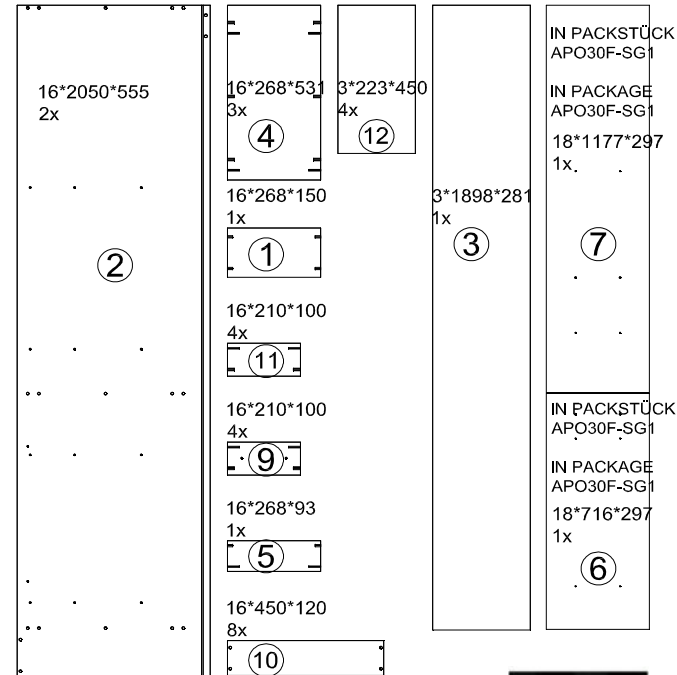 16*2050*555
2x
2
16*268*531
3x
4
16*268*150
1x
1
16*210*100
4x
11
16*210*100
4x
9
16*268*93
1x
5
16*450*120
8x
10
3*223*450
4x
12
3*1898*281
1x
3
IN PACKSTÜCK
APO30F-SG1
IN PACKAGE
APO30F-SG1
18*1177*297
1x
7
IN PACKSTÜCK
APO30F-SG1
IN PACKAGE
APO30F-SG1
18*716*297
1x
6